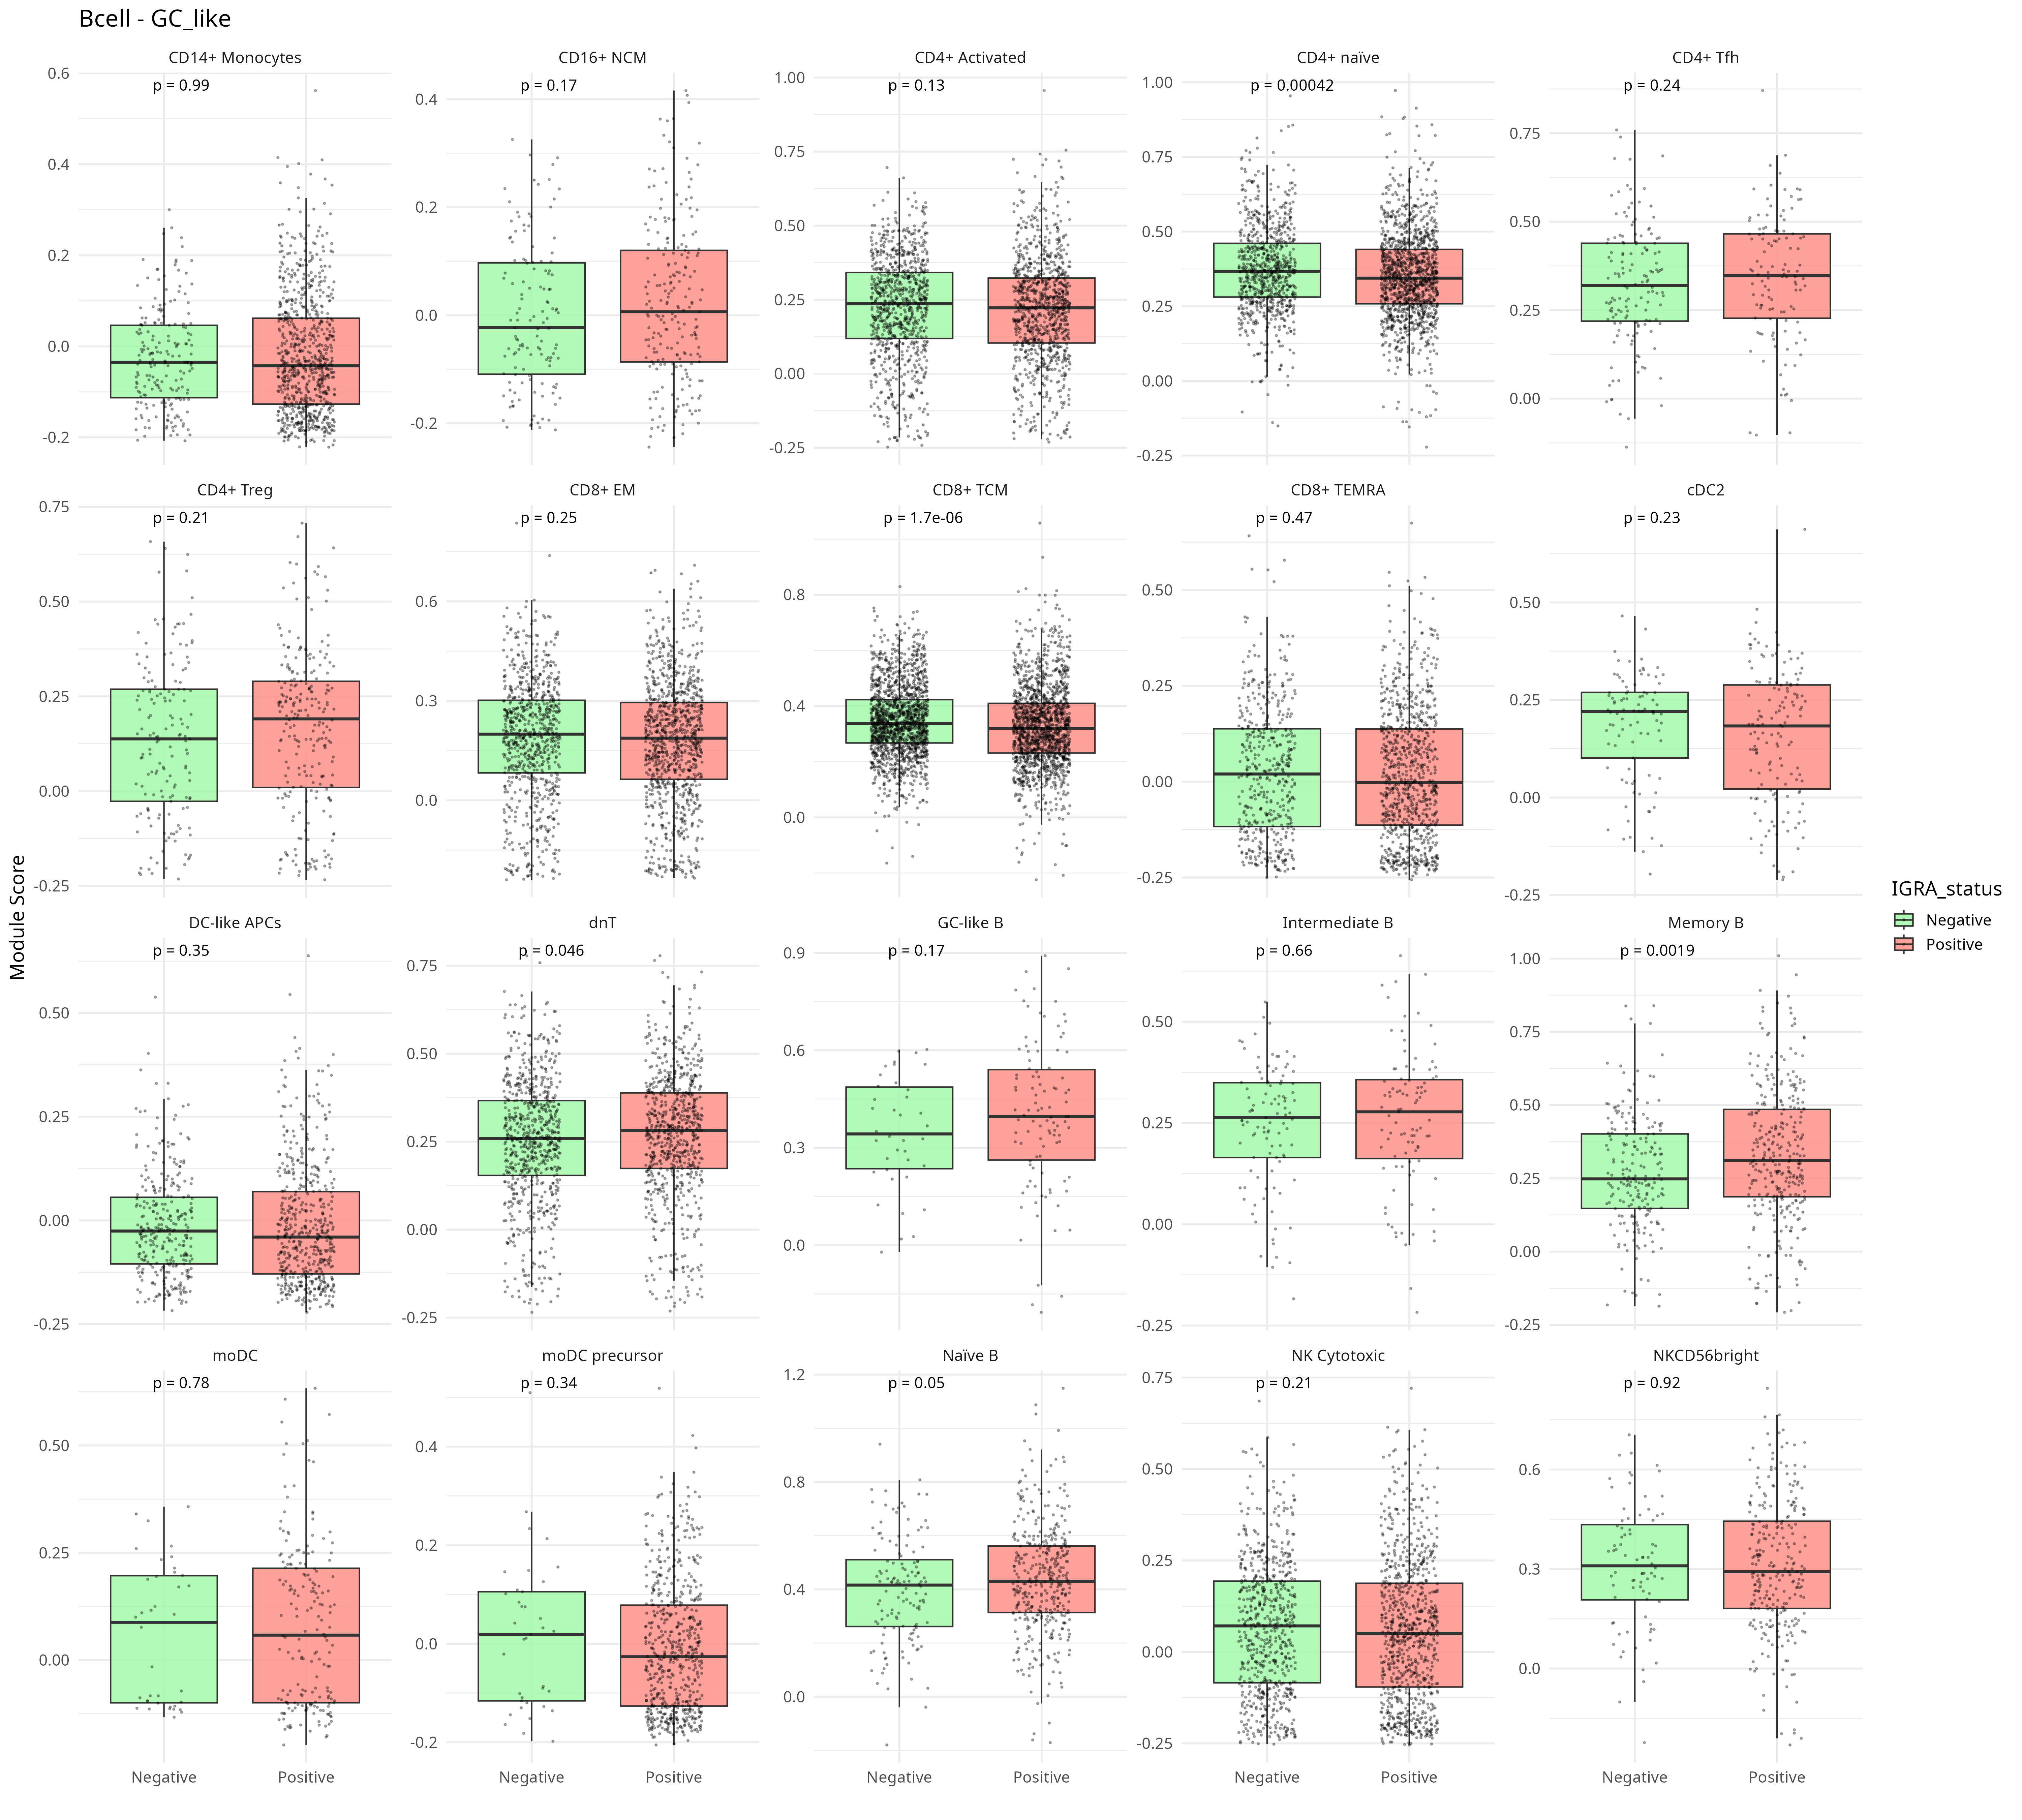 Bcell - GC_like
CD14+ Monocytes
CD16+ NCM
CD4+ Activated
CD4+ naïve
CD4+ Tfh
p = 0.99
p = 0.17
p = 0.13
p = 0.00042
p = 0.24
0.6
0.4
0.2
0.0
-0.2
0.4
0.2
0.0
-0.2
1.00
0.75
0.50
0.25
0.00
-0.25
1.00
0.75
0.50
0.25
0.00
-0.25
0.75
0.50
0.25
0.00
CD4+ Treg
CD8+ EM
CD8+ TCM
CD8+ TEMRA
cDC2
p = 0.21
p = 0.25
p = 1.7e-06
p = 0.47
p = 0.23
0.75
0.50
0.25
0.00
-0.25
0.6
0.3
0.0
0.8
0.4
0.0
0.50
0.25
0.00
-0.25
0.50
0.25
0.00
-0.25
DC-like APCs
dnT
GC-like B
Intermediate B
Memory B
p = 0.35
p = 0.046
p = 0.17
p = 0.66
p = 0.0019
0.50
0.25
0.00
-0.25
0.75
0.50
0.25
0.00
-0.25
0.9
0.6
0.3
0.0
0.50
0.25
0.00
-0.25
1.00
0.75
0.50
0.25
0.00
-0.25
moDC
moDC precursor
Naïve B
NK Cytotoxic
NKCD56bright
p = 0.78
p = 0.34
p = 0.05
p = 0.21
p = 0.92
0.50
0.25
0.00
0.4
0.2
0.0
-0.2
1.2
0.8
0.4
0.0
0.75
0.50
0.25
0.00
-0.25
0.6
0.3
0.0
Negative
Positive
Negative
Positive
Negative
Positive
Negative
Positive
Negative
Positive
Module Score
IGRA_status
Negative
Positive